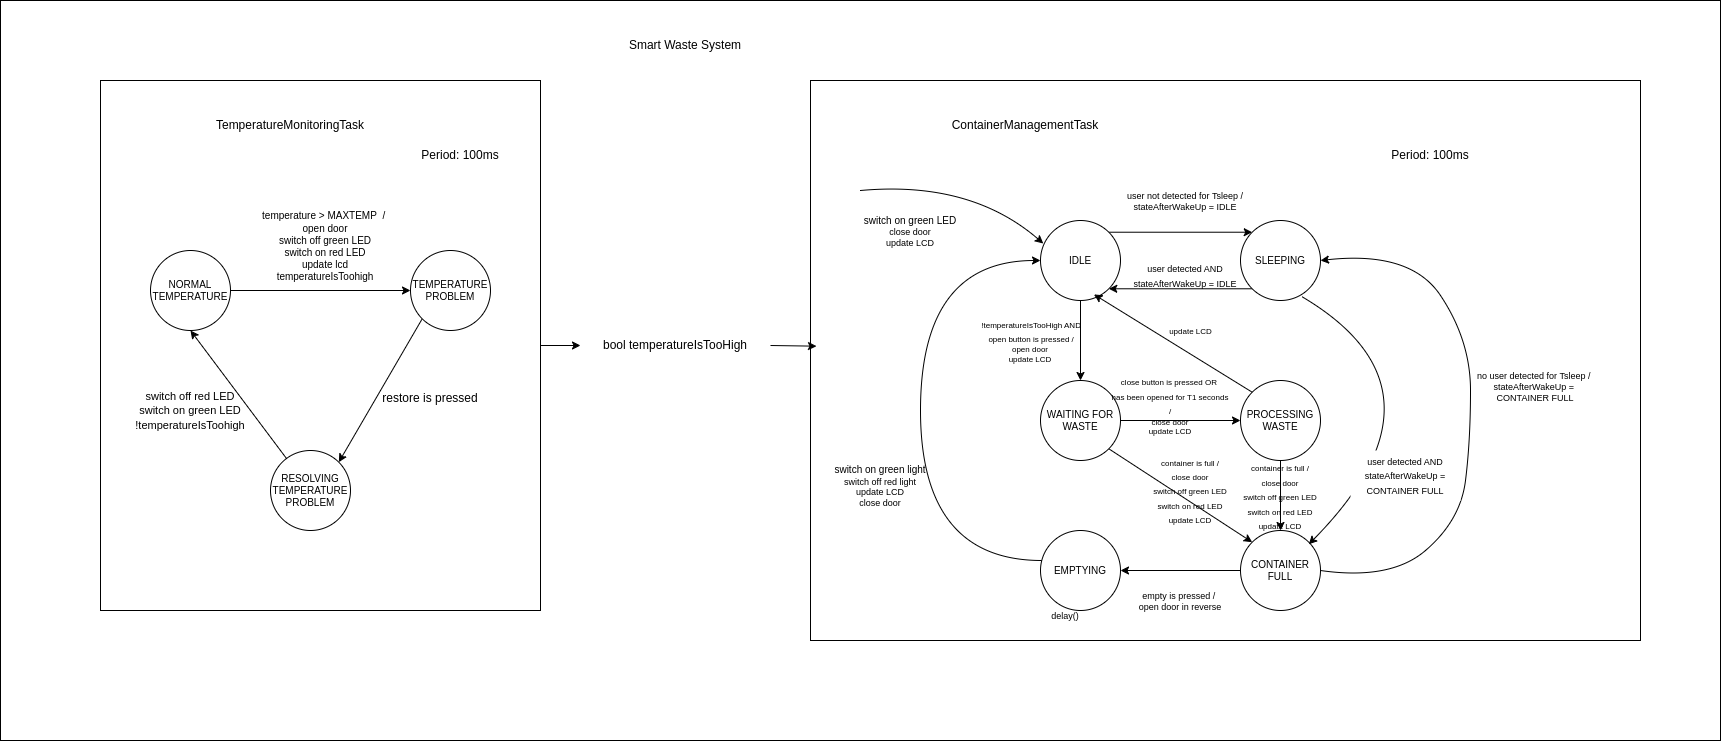 Smart Waste System
TemperatureMonitoringTask
Period: 100ms
temperature > MAXTEMP /
open door
switch off green LED
switch on red LED
update lcd
temperatureIsToohigh
NORMAL
TEMPERATURE
TEMPERATURE
PROBLEM
switch off red LED
switch on green LED
!temperatureIsToohigh
restore is pressed
RESOLVING
TEMPERATURE
PROBLEM
bool temperatureIsTooHigh
ContainerManagementTask
Period: 100ms
switch on green LED
close door
update LCD
user not detected for Tsleep /
stateAfterWakeUp = IDLE
IDLE
SLEEPING
user detected AND
stateAfterWakeUp = IDLE
!temperatureIsTooHigh AND
open button is pressed /
open door
update LCD
update LCD
close button is pressed OR
has been opened for T1 seconds
/
close door
update LCD
WAITING FOR
WASTE
PROCESSING
WASTE
no user detected for Tsleep /
stateAfterWakeUp =
CONTAINER FULL
switch on green light
switch off red light
update LCD
close door
container is full /
close door
switch off green LED
switch on red LED
update LCD
container is full /
close door
switch off green LED
switch on red LED
update LCD
user detected AND
stateAfterWakeUp =
CONTAINER FULL
EMPTYING
delay()
empty is pressed /
open door in reverse
CONTAINER
FULL